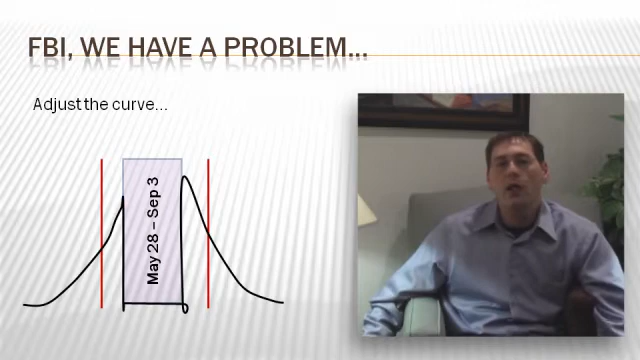 FBI, WE HAVE A PROBLEM...
Adjust the curve...
May 28 – Sep 3